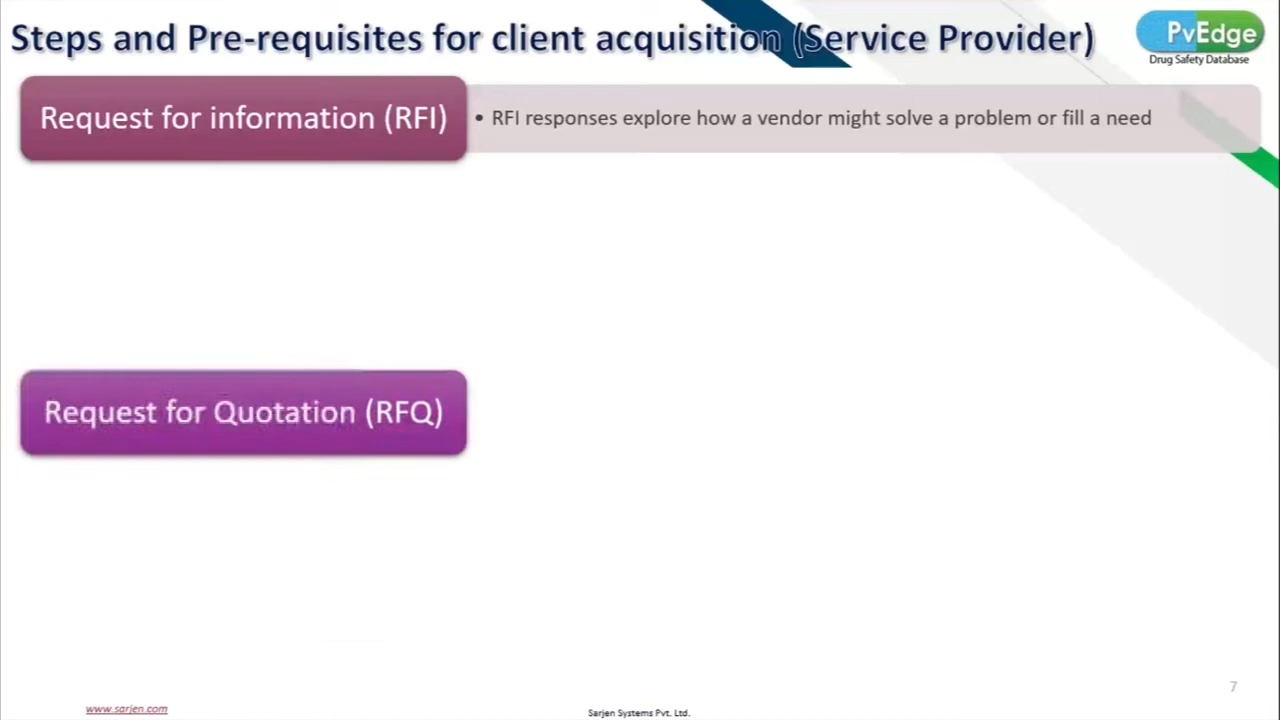 Steps and Pre-requisites for client acquisition (Service Provider)
PvEdge
Drug Safety Database
Request for information (RFI)
• RFI responses explore how a vendor might solve a problem or fill a need
Request for Quotation (RFQ)
7
www.sarjen.com
Sarjen Systems Pvt. Ltd.